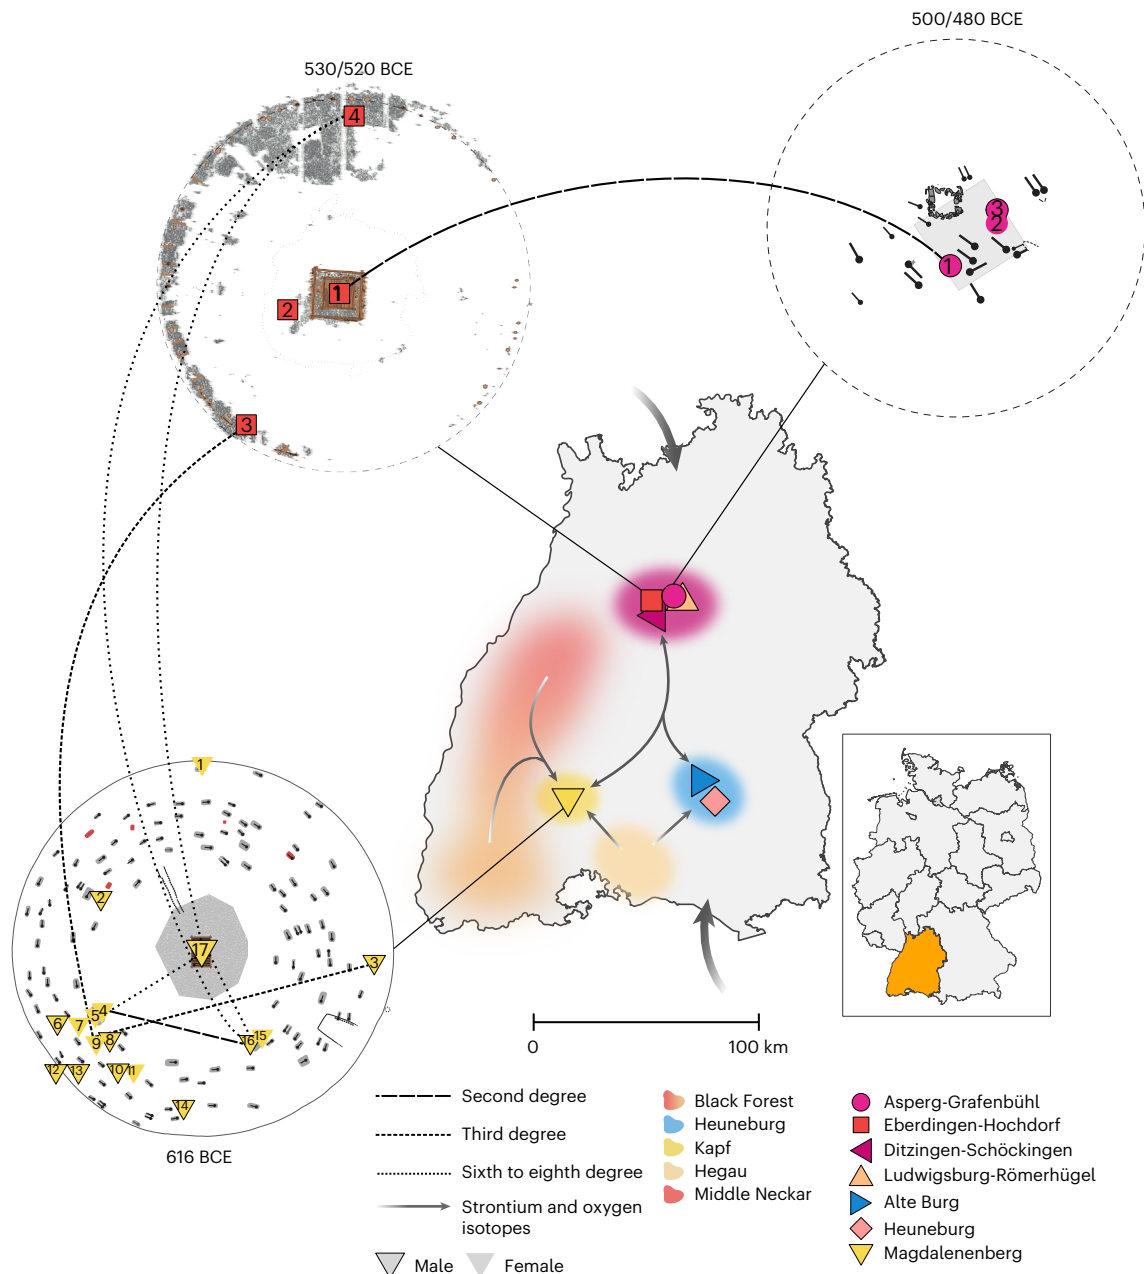 500/480 BCE
530/520 BCE
4
3
2
1
1
2
3
1
2
17
3
4
5
6
7
8
9
16
15
12
13
10
11
14
616 BCE
0
100 km
Second degree
Third degree
Sixth to eighth degree
Strontium and oxygen
isotopes
Male
Female
Black Forest
Heuneburg
Kapf
Hegau
Middle Neckar
Asperg-Grafenbühl
Eberdingen-Hochdorf
Ditzingen-Schöckingen
Ludwigsburg-Römerhügel
Alte Burg
Heuneburg
Magdalenenberg